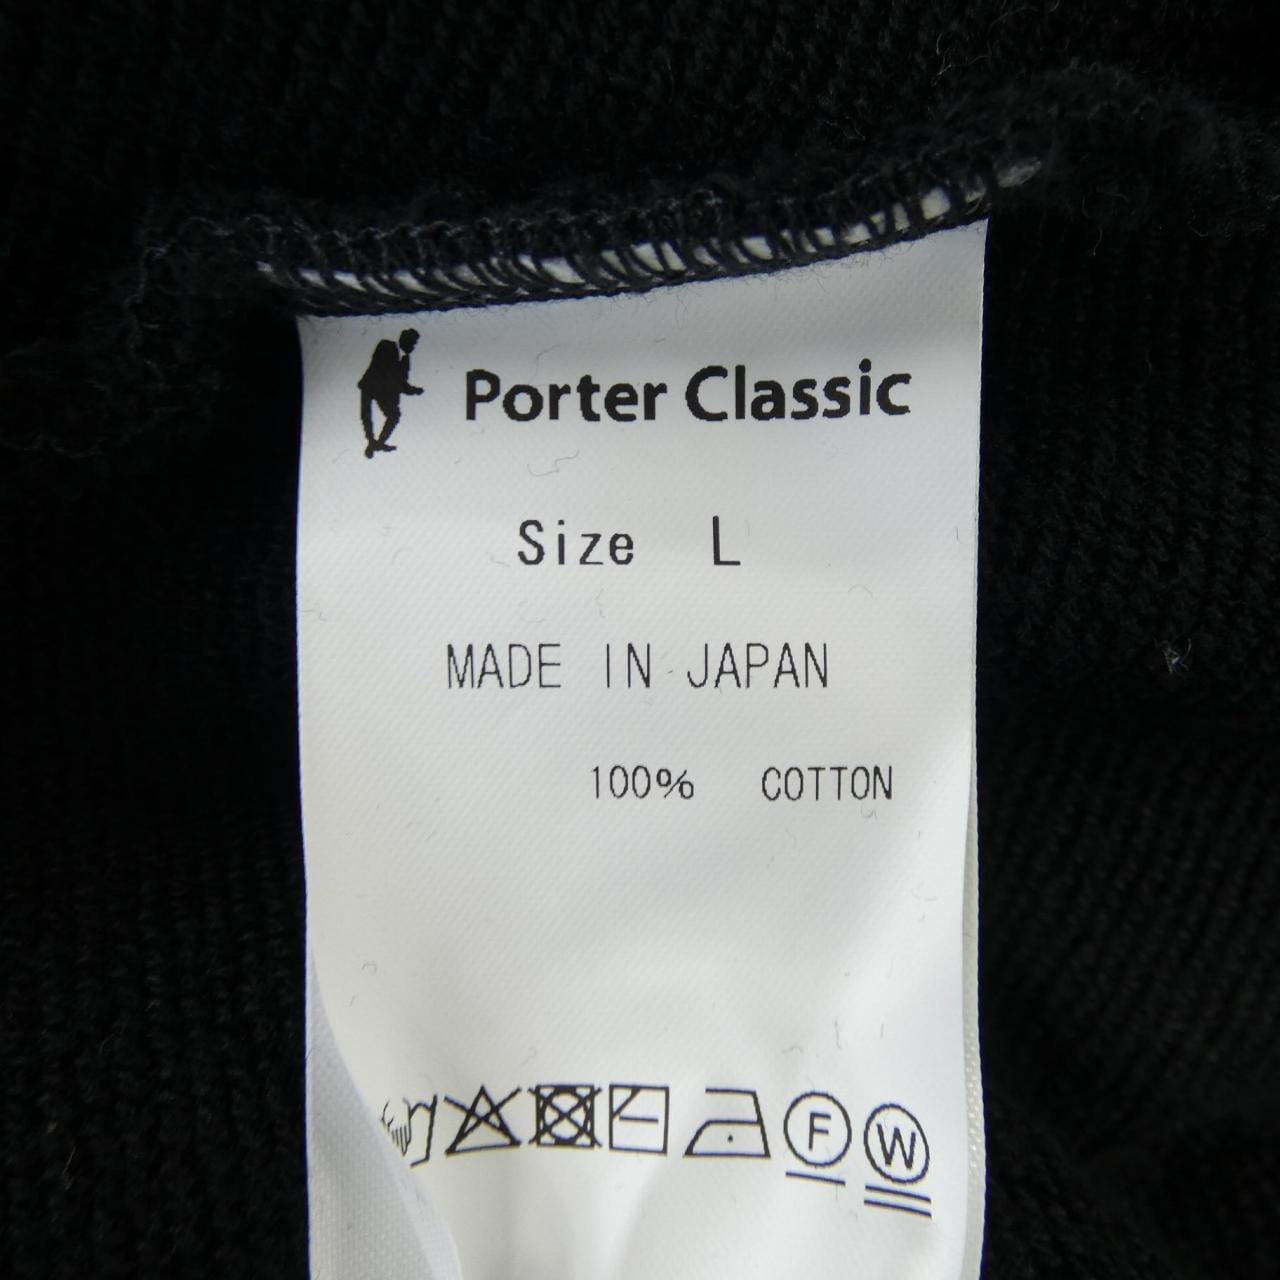 Porter Classic
Size L
MADE IN JAPAN
100% COTTON
F W